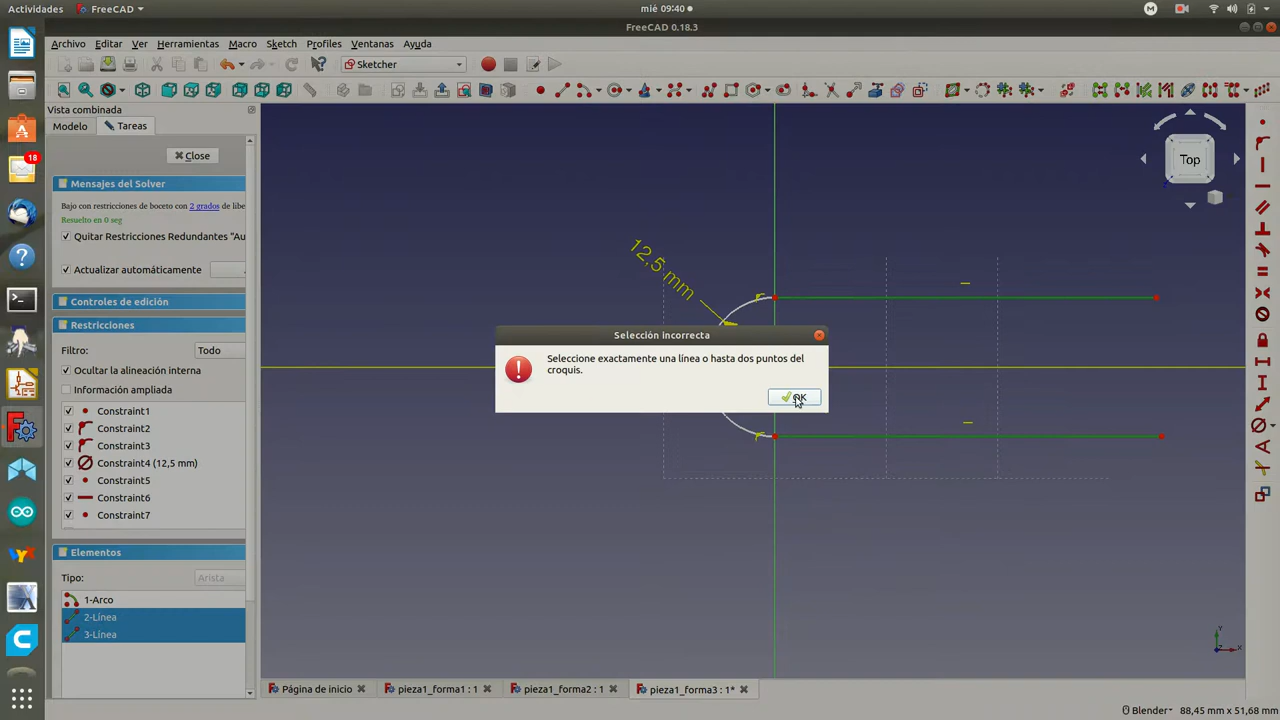 Actividades FreeCAD mié 09:40
FreeCAD 0.18.3
Archivo Editar Ver Herramientas Macro Sketch Profiles Ventanas Ayuda
Sketcher
Vista combinada
Modelo Tareas
Close
Mensajes del Solver
Bajo con restricciones de boceto con 2 grados de libe
Resuelto en 0 seg
Quitar Restricciones Redundantes "Au
Actualizar automáticamente
Controles de edición
Restricciones
Filtro: Todo
Ocultar la alineación interna
Información ampliada
Constraint1
Constraint2
Constraint3
Constraint4 (12,5 mm)
Constraint5
Constraint6
Constraint7
Elementos
Tipo: Arista
1-Arco
2-Línea
3-Línea
18
12,5 mm
Top
Selección Incorrecta
Seleccione exactamente una línea o hasta dos puntos del
croquis.
OK
Y
X
Página de inicio pieza1_forma1 : 1 pieza1_forma2 : 1 pieza1_forma3 : 1*
Blender 88,45 mm x 51,68 mm